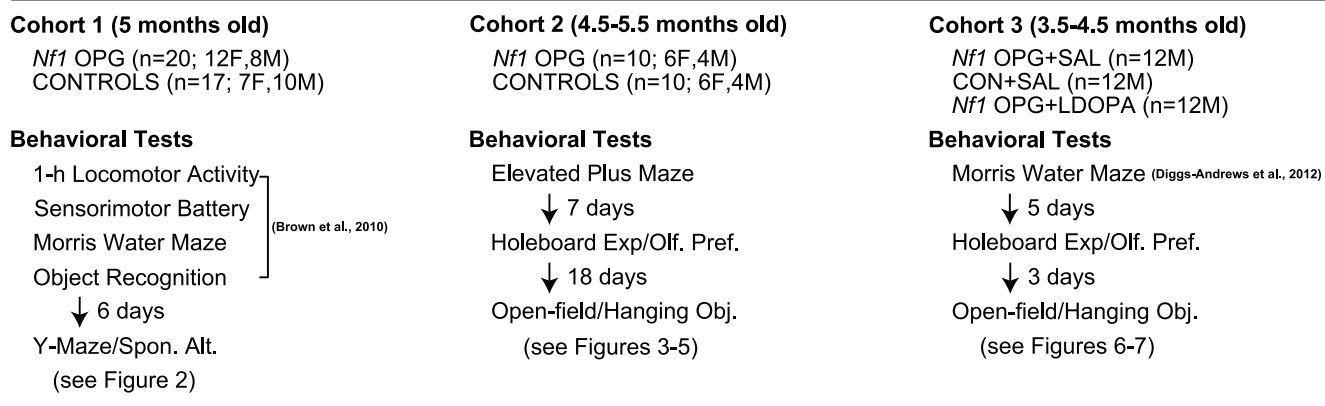 Cohort 1 (5 months old)
Nf1 OPG (n=20; 12F,8M)
CONTROLS (n=17; 7F,10M)
Behavioral Tests
1-h Locomotor Activity
Sensorimotor Battery
Morris Water Maze
Object Recognition
(Brown et al., 2010)
6 days
Y-Maze/Spon. Alt.
(see Figure 2)
Cohort 2 (4.5-5.5 months old)
Nf1 OPG (n=10; 6F,4M)
CONTROLS (n=10; 6F,4M)
Behavioral Tests
Elevated Plus Maze
7 days
Holeboard Exp/Olf. Pref.
18 days
Open-field/Hanging Obj.
(see Figures 3-5)
Cohort 3 (3.5-4.5 months old)
Nf1 OPG+SAL (n=12M)
CON+SAL (n=12M)
Nf1 OPG+LDOPA (n=12M)
Behavioral Tests
Morris Water Maze (Diggs-Andrews et al., 2012)
5 days
Holeboard Exp/Olf. Pref.
3 days
Open-field/Hanging Obj.
(see Figures 6-7)